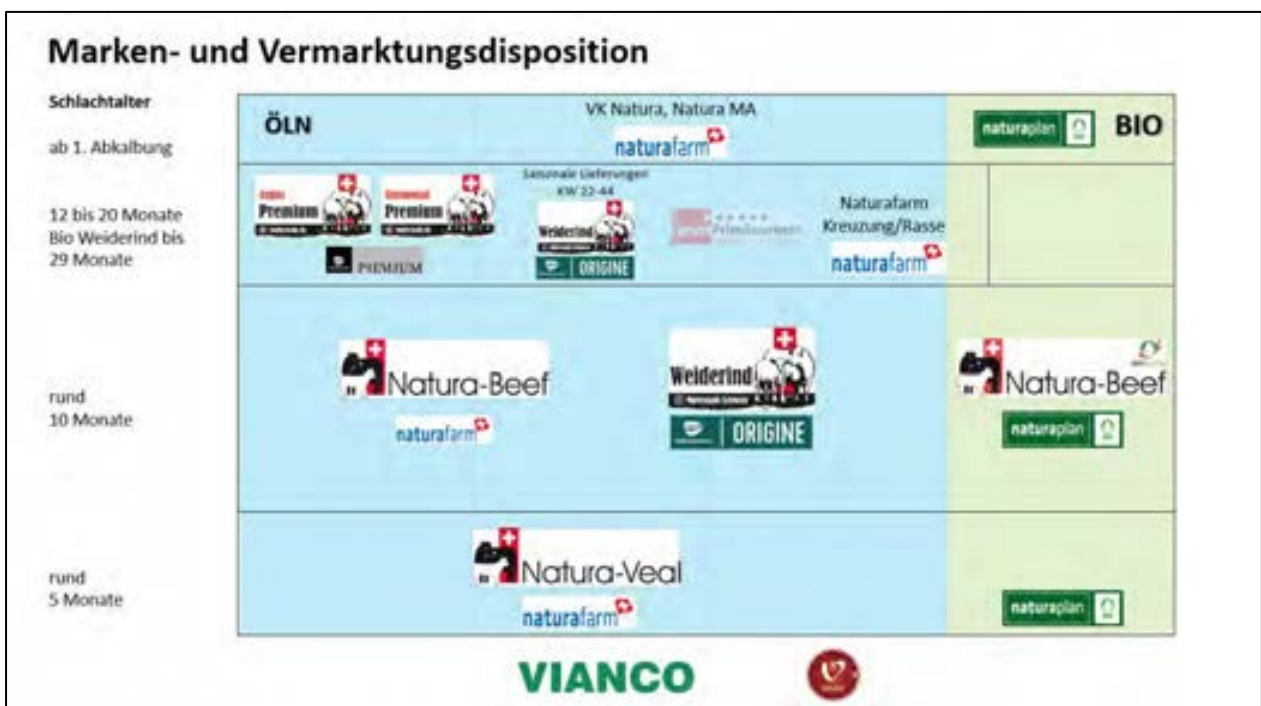 Marken- und Vermarktungsdisposition
Schlachtalter
ab 1. Abkalbung
ÖLN
VK Natura, Natura MA
naturafarm
naturaplan
BIO
12 bis 20 Monate
Bio Weiderind bis
29 Monate
Premium
Premium
PREMIUM
Saisonale Lieferungen
KW 22-44
Weiderind
ORIGINE
Naturafarm
Kreuzung/Rasse
naturafarm
rund
10 Monate
Natura-Beef
naturafarm
Weiderind
ORIGINE
Natura-Beef
naturaplan
rund
5 Monate
Natura-Veal
naturafarm
naturaplan
VIANCO